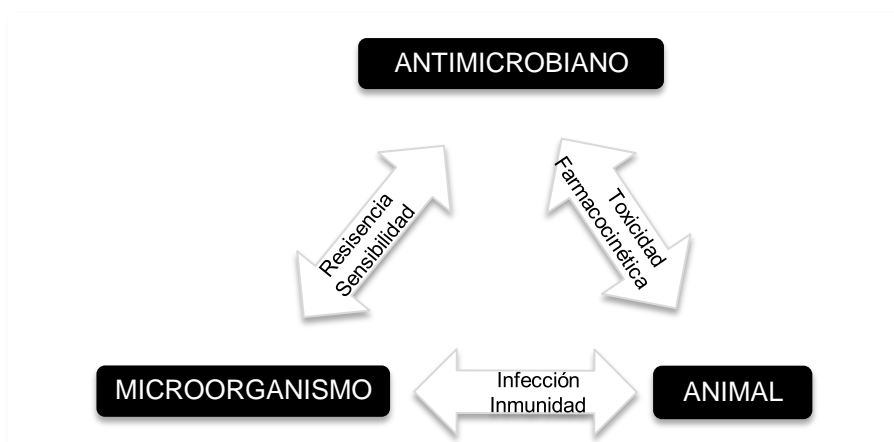 ANTIMICROBIANO
Resisencia
Sensibilidad
Toxicidad
Farmacocinética
MICROORGANISMO
Infección
Inmunidad
ANIMAL